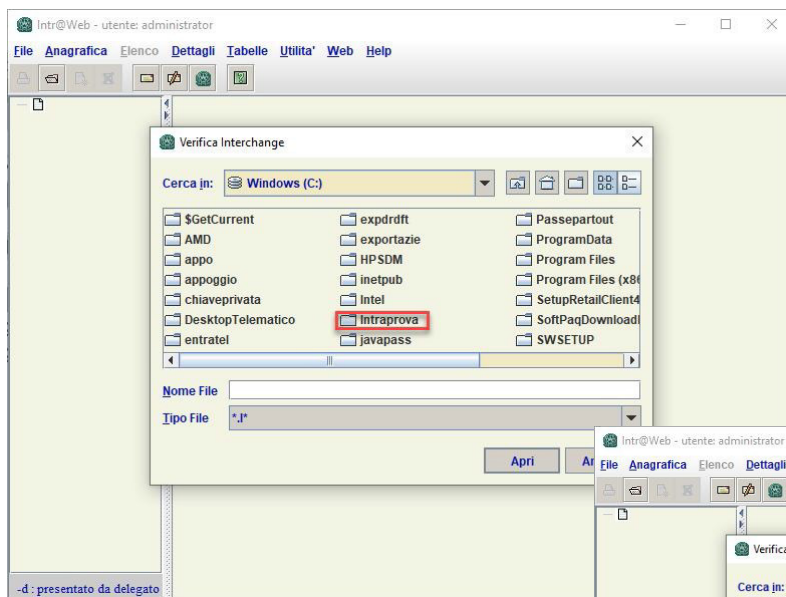 Intr@Web - utente: administrator
File Anagrafica Elenco Dettagli Tabelle Utilita' Web Help
Verifica Interchange
Cerca in: Windows (C:)
$GetCurrent expdrdft Passepartout
AMD exportazie ProgramData
appo HPSDM Program Files
appoggio inetpub Program Files (x86
chiaveprivata Intel SetupRetailClient4
DesktopTelematico Intraprova SoftPaqDownload
entratel javapass SWSETUP
Nome File
Tipo File *.I*
Apri
-d : presentato da delegato
Intr@Web - utente: administrator
File Anagrafica Elenco Dettagli
Verifica
Cerca in: